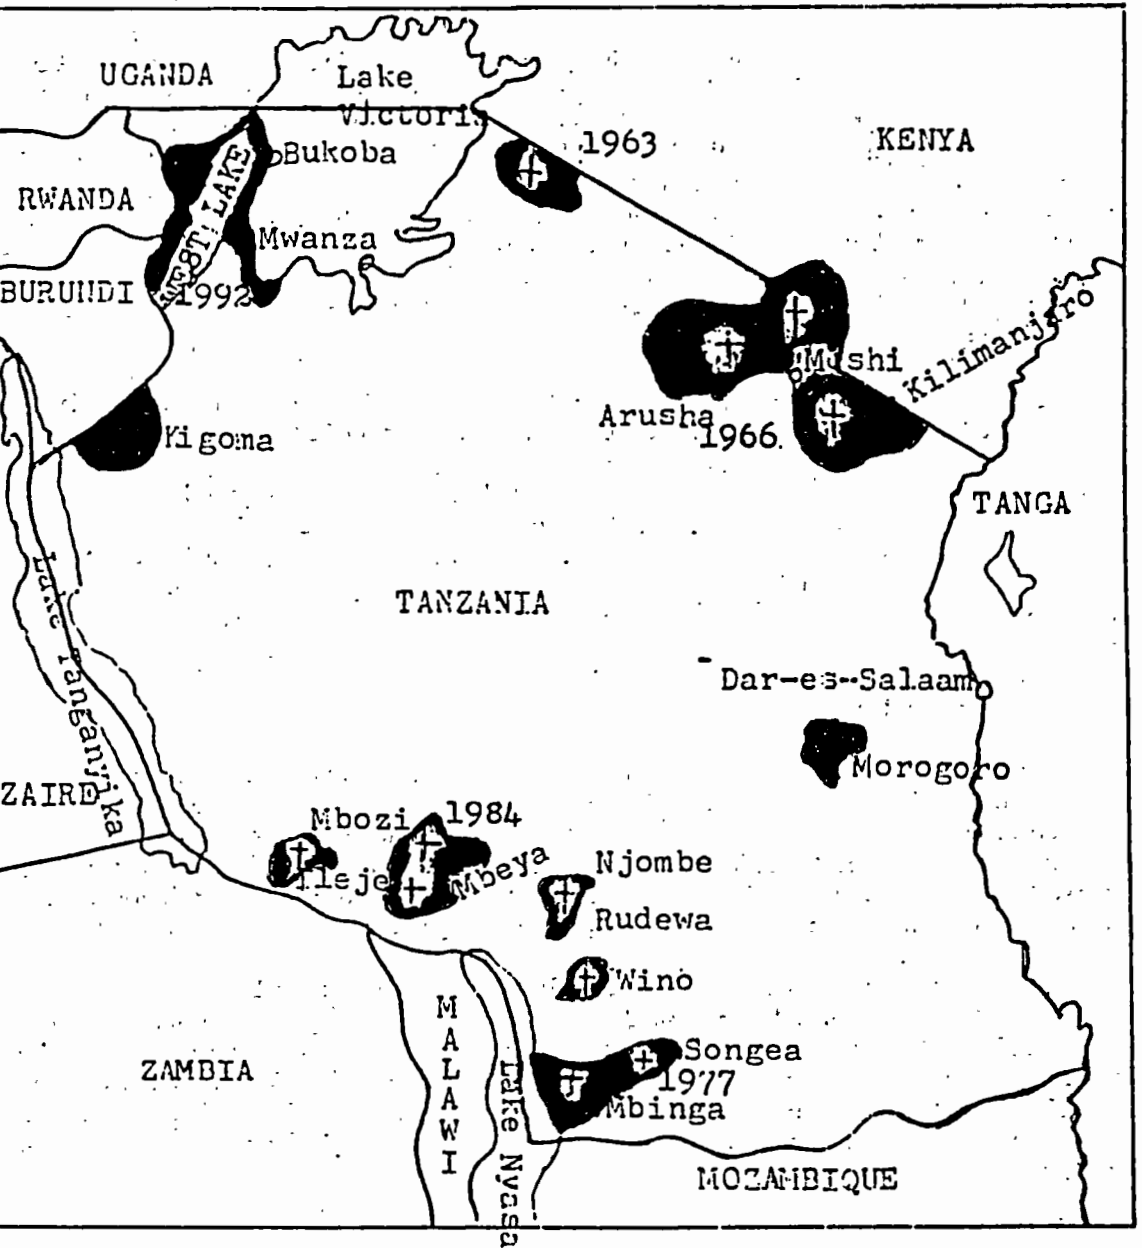 UGANDA
Lake
Victoria
1963
KENYA
Bukoba
RWANDA
WEST LAKE
Mwanza
BURUNDI
1992
Kilimanjaro
Moshi
Arusha
1966.
Kigoma
TANGA
Lake Tanganyika
TANZANIA
Dar-es-Salaam
Morogoro
ZAIRE
Mbozi
1984
Ileje
Mbeya
Njombe
Rudewa
Wino
MALAWI
ZAMBIA
Songea
1977
Mbinga
Lake Nyasa
MOZAMBIQUE